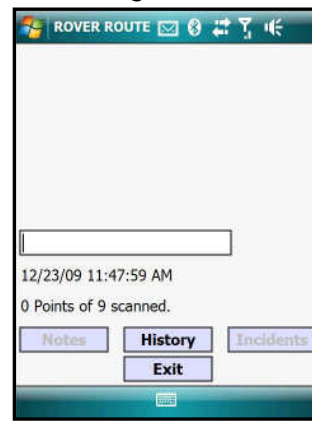 ROVER ROUTE
12/23/09 11:47:59 AM
0 Points of 9 scanned.
Notes History Incidents
Exit